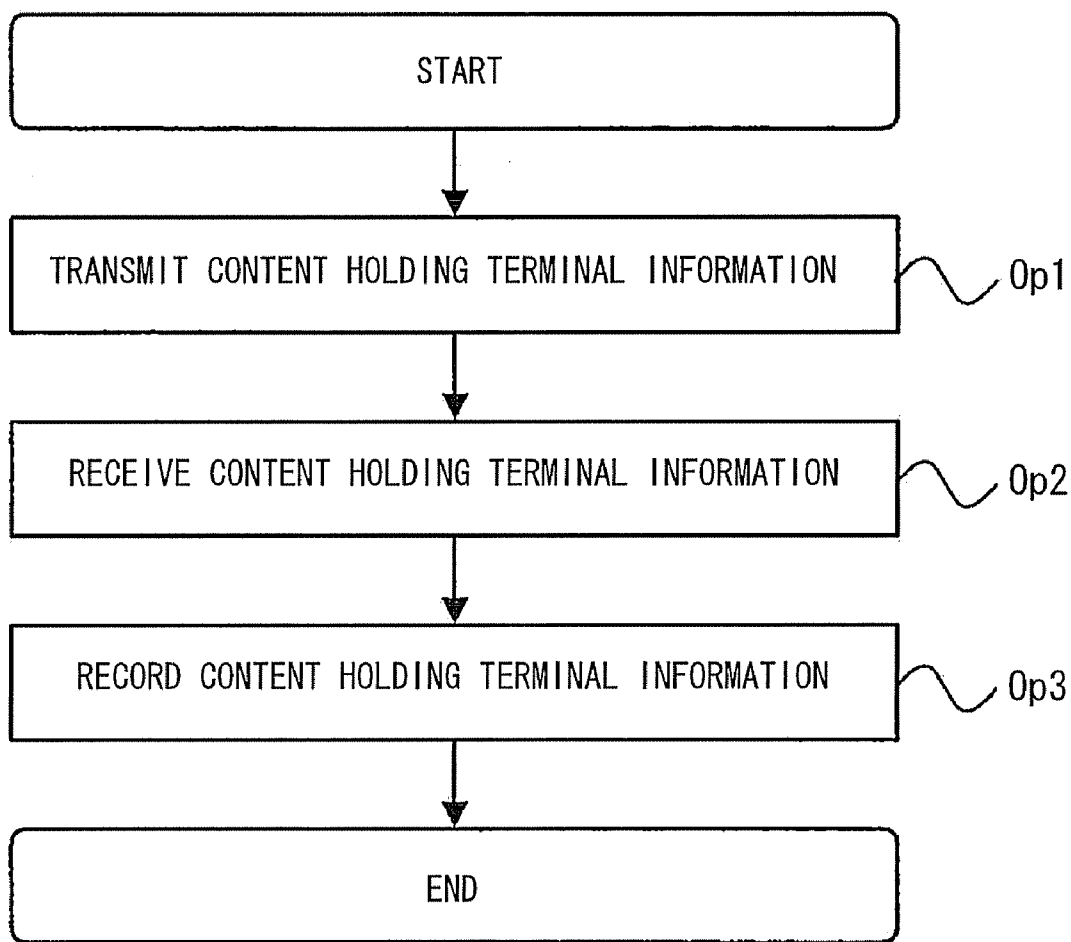 START
TRANSMIT CONTENT HOLDING TERMINAL INFORMATION
Op1
RECEIVE CONTENT HOLDING TERMINAL INFORMATION
Op2
RECORD CONTENT HOLDING TERMINAL INFORMATION
Op3
END